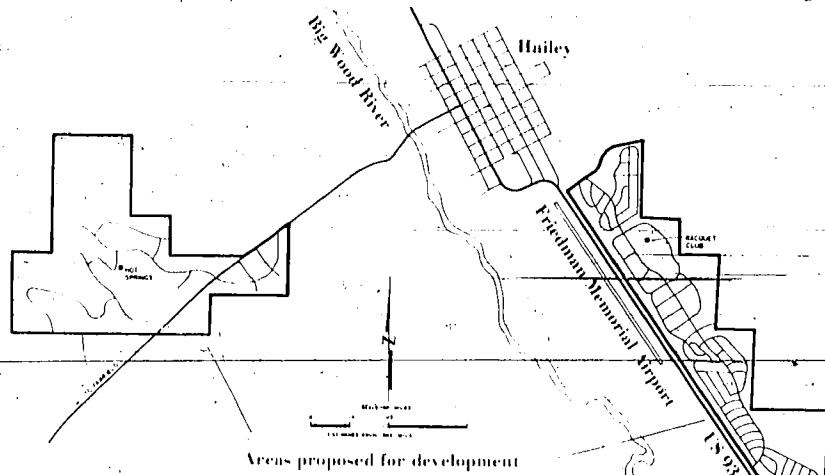 Hailey
Big Wood River
RACQUET
CLUB
HOT
SPRINGS
Friedman Memorial Airport
N
US 93
Areas proposed for development